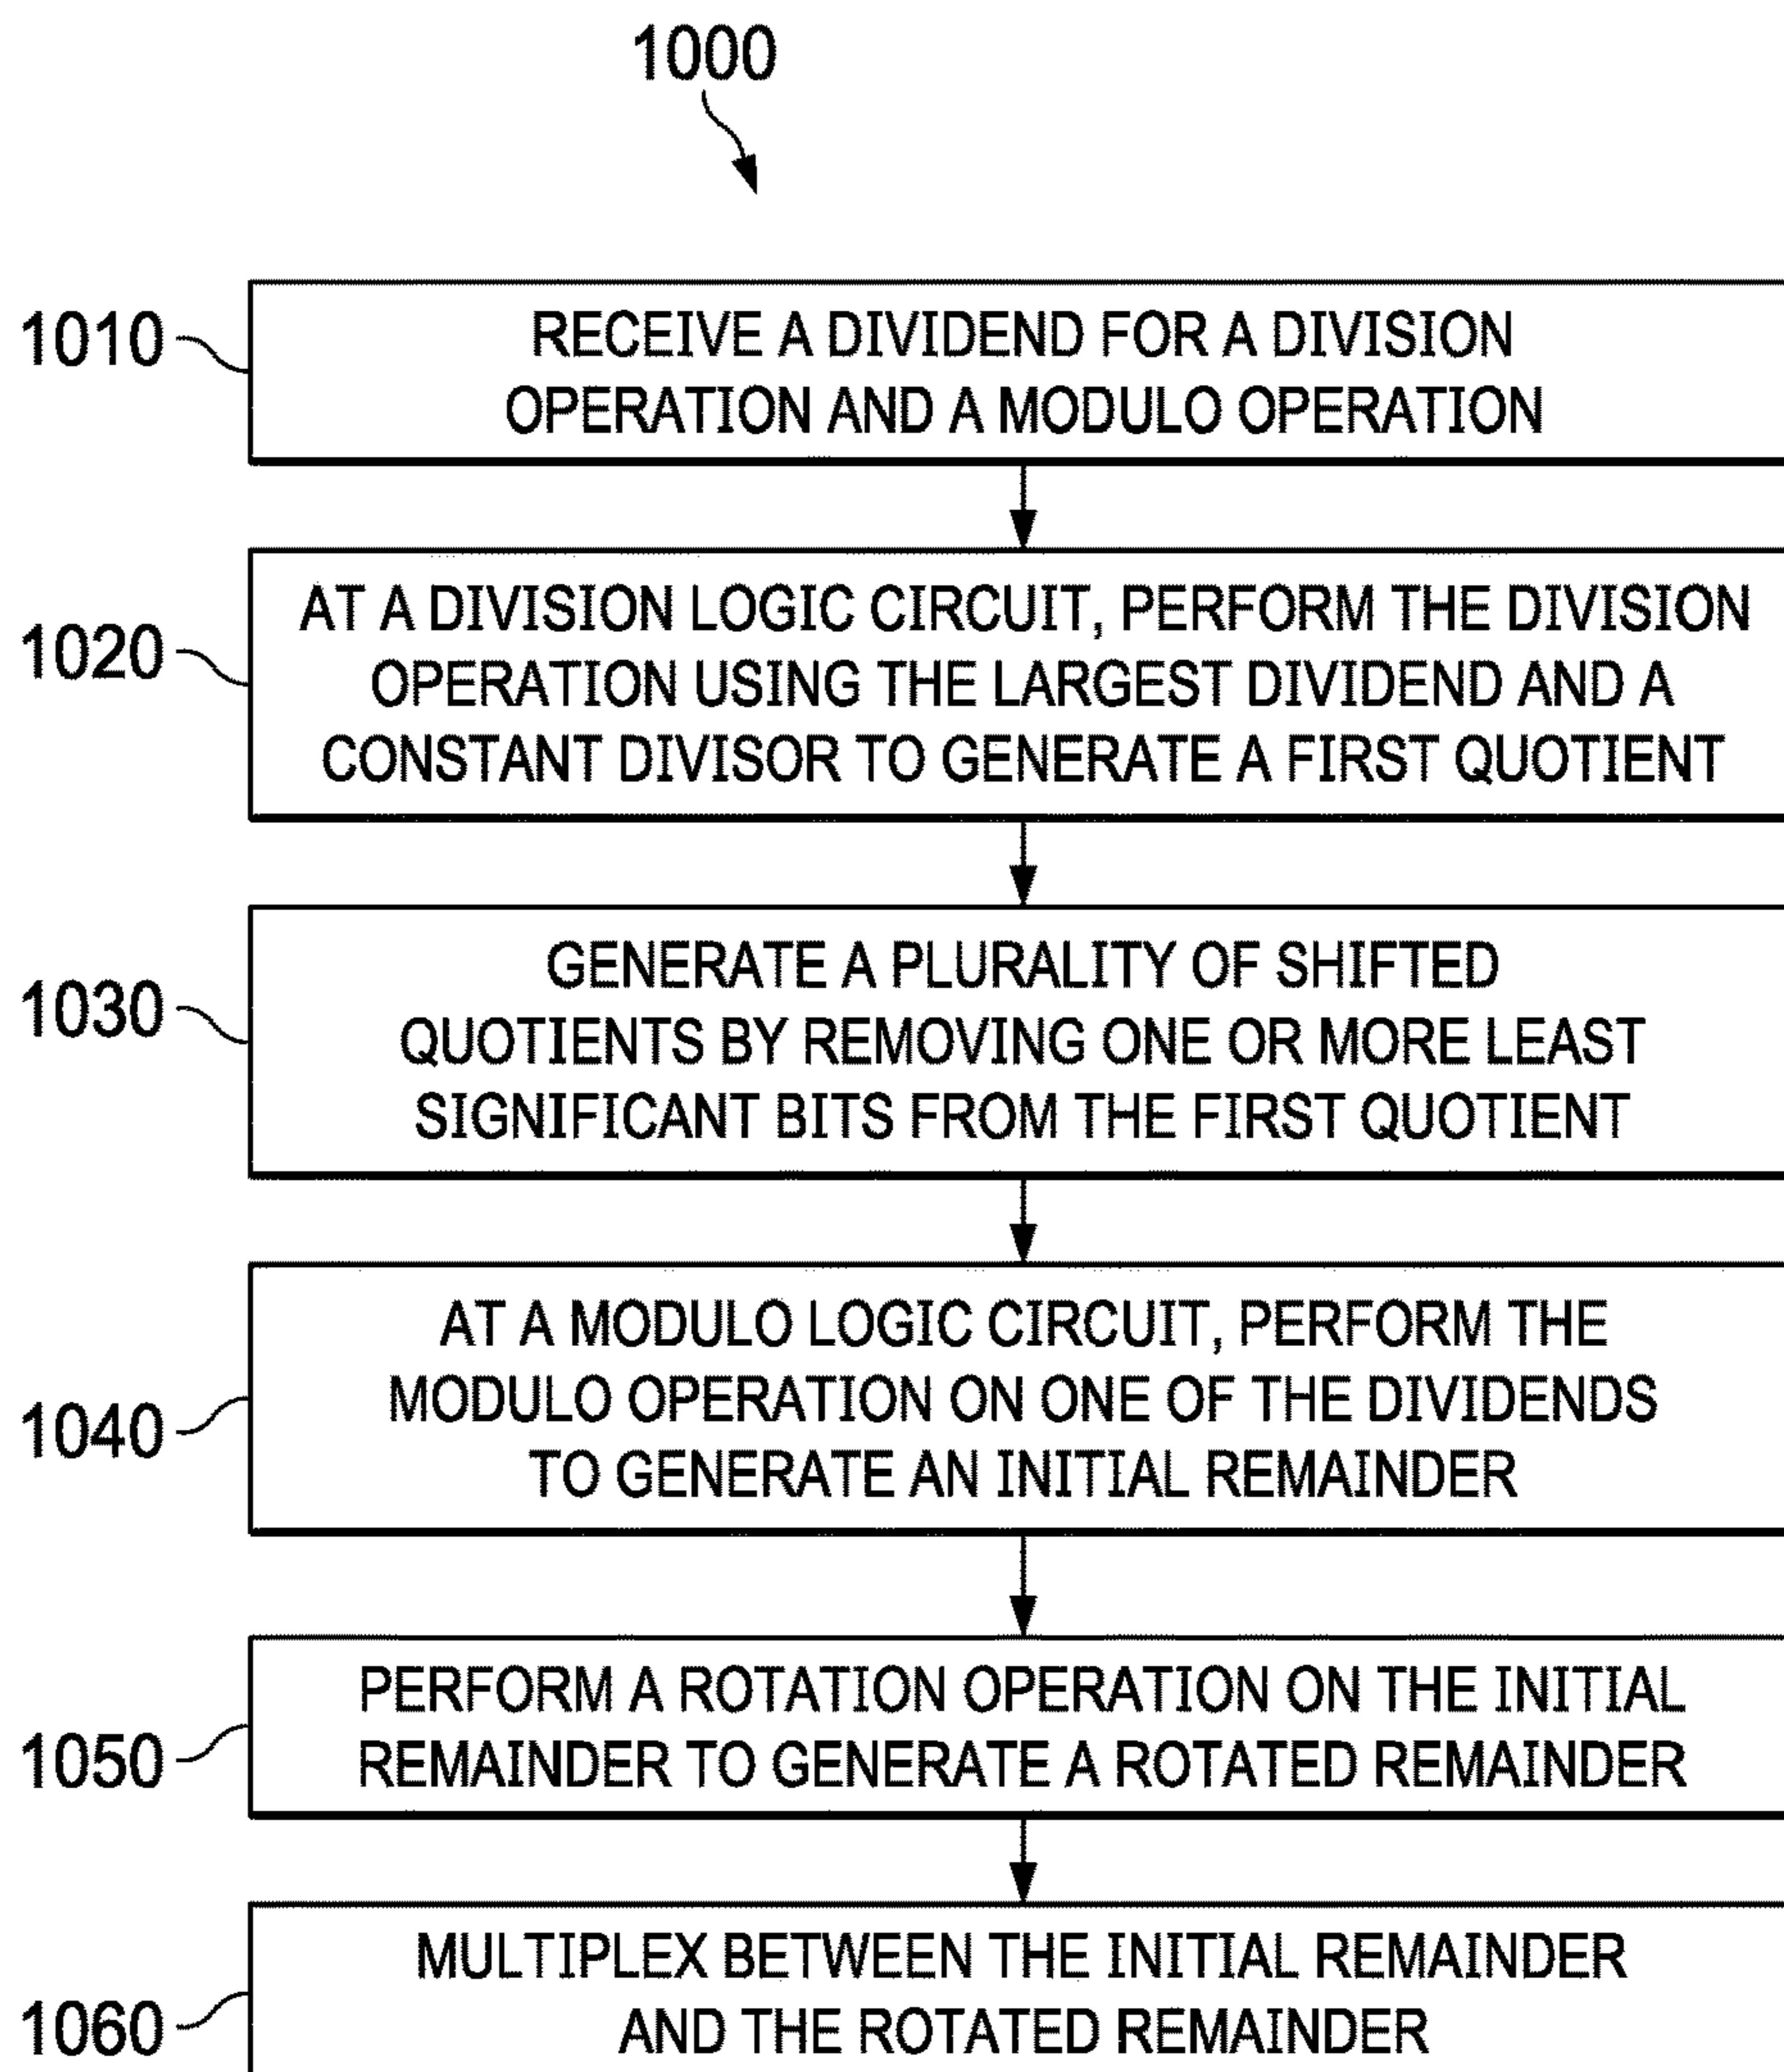 1000
1010
RECEIVE A DIVIDEND FOR A DIVISION
OPERATION AND A MODULO OPERATION
1020
AT A DIVISION LOGIC CIRCUIT, PERFORM THE DIVISION
OPERATION USING THE LARGEST DIVIDEND AND A
CONSTANT DIVISOR TO GENERATE A FIRST QUOTIENT
1030
GENERATE A PLURALITY OF SHIFTED
QUOTIENTS BY REMOVING ONE OR MORE LEAST
SIGNIFICANT BITS FROM THE FIRST QUOTIENT
1040
AT A MODULO LOGIC CIRCUIT, PERFORM THE
MODULO OPERATION ON ONE OF THE DIVIDENDS
TO GENERATE AN INITIAL REMAINDER
1050
PERFORM A ROTATION OPERATION ON THE INITIAL
REMAINDER TO GENERATE A ROTATED REMAINDER
1060
MULTIPLEX BETWEEN THE INITIAL REMAINDER
AND THE ROTATED REMAINDER